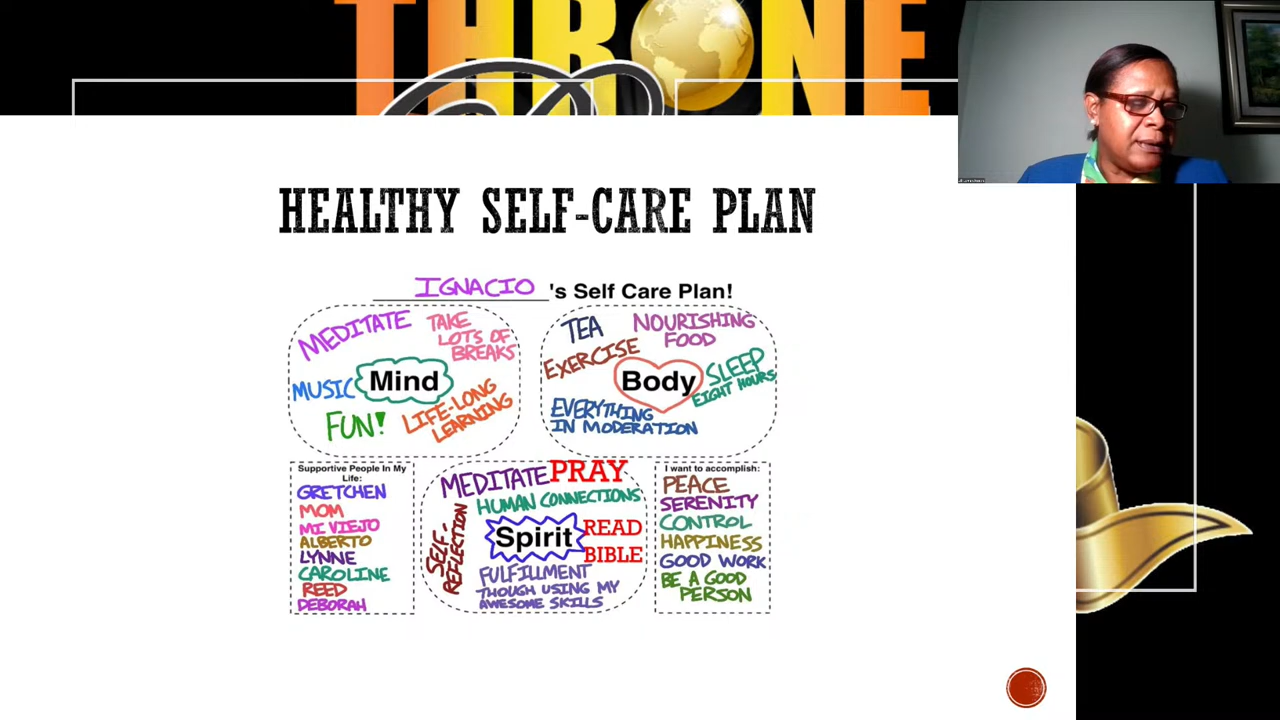 THRONE
HEALTHY SELF-CARE PLAN
IGNACIO's Self Care Plan!
MEDITATE
TAKE
LOTS OF
BREAKS
MUSIC
Mind
FUN!
LIFE-LONG
LEARNING
TEA
NOURISHING
FOOD
EXERCISE
Body
SLEEP
EIGHT HOURS
EVERYTHING
IN MODERATION
Supportive People In My
Life:
GRETCHEN
MOM
MI VIEJO
ALBERTO
LYNNE
CAROLINE
REED
DEBORAH
MEDITATE
PRAY
HUMAN CONNECTIONS
SELF-
REFLECTION
Spirit
READ
BIBLE
FULFILLMENT
THOUGH USING MY
AWESOME SKILLS
I want to accomplish:
PEACE
SERENITY
CONTROL
HAPPINESS
GOOD WORK
BE A GOOD
PERSON